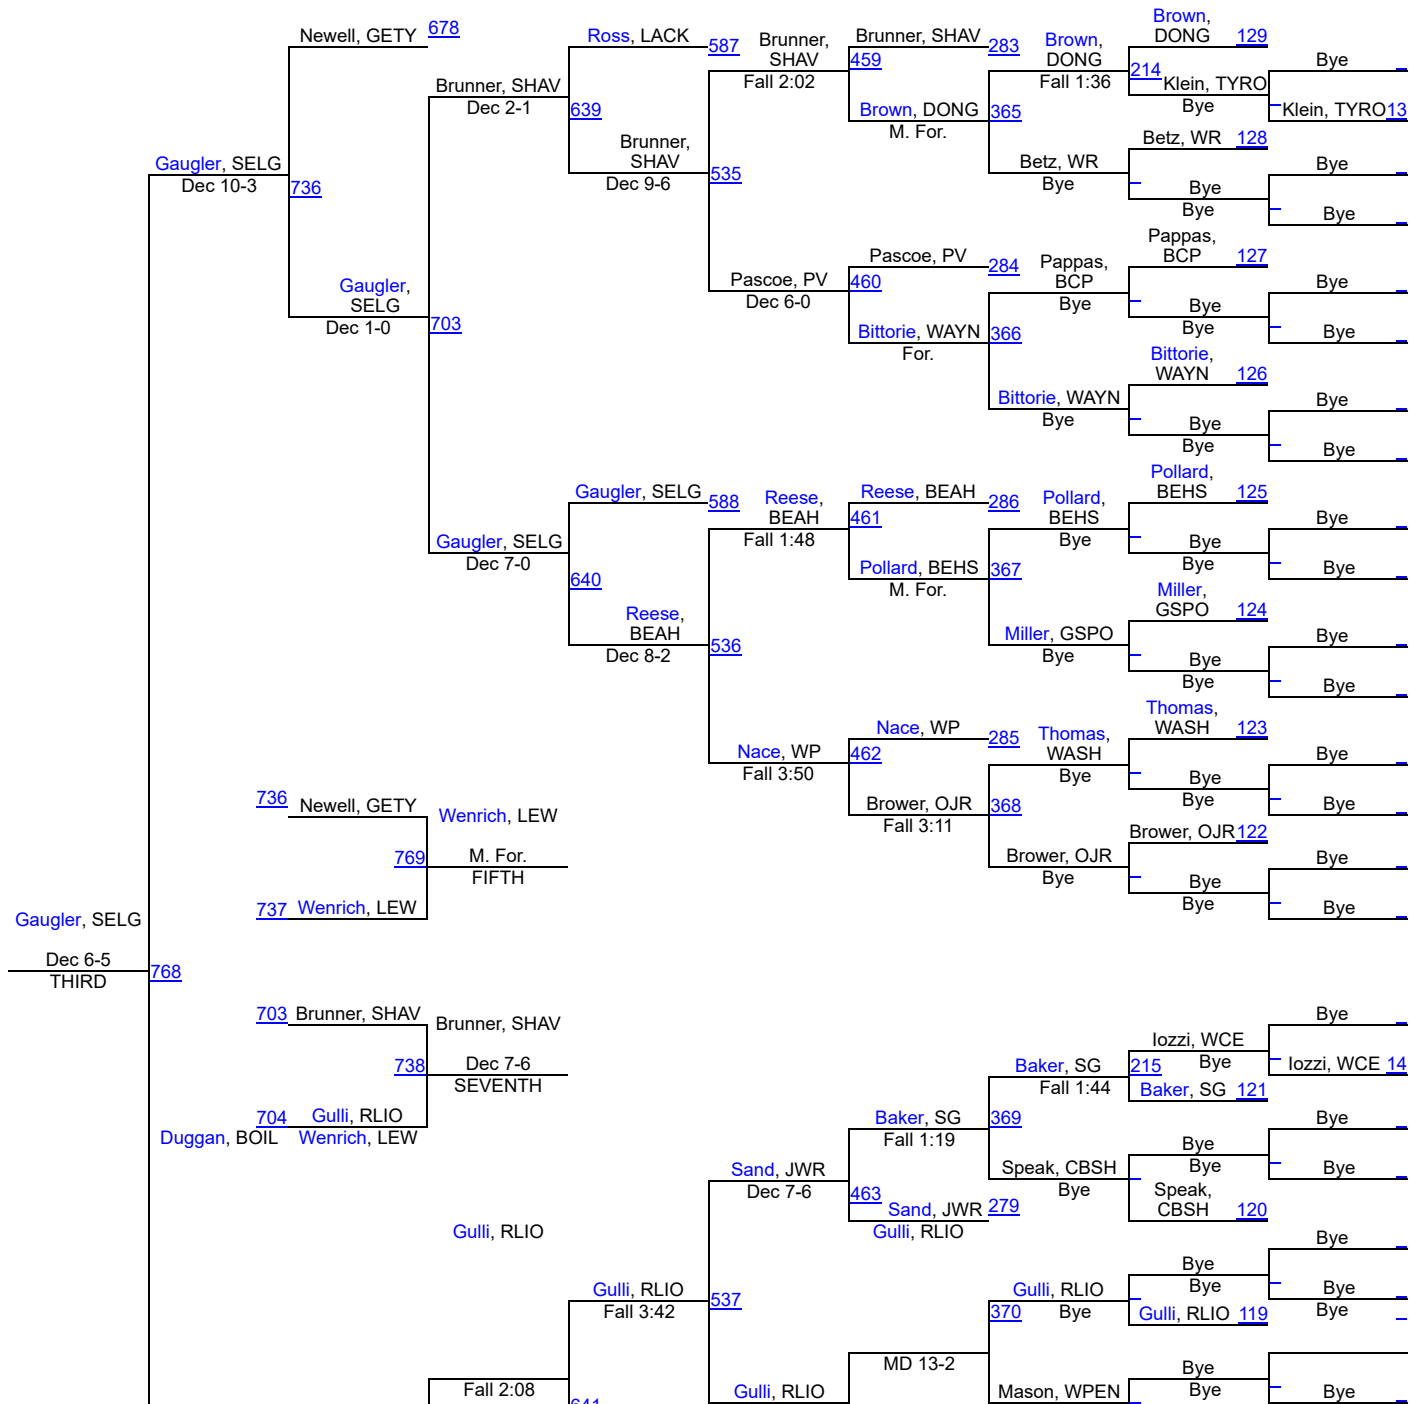 Newell, GETY 678
Ross, LACK 587
Brunner, SHAV
Fall 2:02
Brunner, SHAV 283
459
Brown, DONG
Fall 1:36
Brown, DONG 129
214
Klein, TYRO
Bye
Bye
Klein, TYRO 13
Brunner, SHAV
Dec 2-1
639
Brown, DONG
M. For.
365
Betz, WR 128
Brunner, SHAV
Dec 9-6
535
Betz, WR
Bye
Bye
Bye
Bye
Bye
Gaugler, SELG
Dec 10-3
736
Pappas, BCP 127
Pascoe, PV 284
Pappas, BCP
Bye
Pascoe, PV
Dec 6-0
460
Bye
Bye
Bye
Bye
Gaugler, SELG
Dec 1-0
703
Bittorie, WAYN
For.
366
Bittorie, WAYN 126
Bittorie, WAYN
Bye
Bye
Bye
Bye
Bye
Pollard, BEHS 125
Gaugler, SELG 588
Reese, BEAH
Fall 1:48
Reese, BEAH 286
461
Pollard, BEHS
Bye
Bye
Bye
Bye
Bye
Gaugler, SELG
Dec 7-0
640
Pollard, BEHS
M. For.
367
Miller, GSPO 124
Reese, BEAH
Dec 8-2
536
Miller, GSPO
Bye
Bye
Bye
Bye
Bye
Thomas, WASH 123
Nace, WP 285
Thomas, WASH
Bye
Nace, WP
Fall 3:50
462
Bye
Bye
Bye
Bye
736 Newell, GETY
Wenrich, LEW
Brower, OJR
Fall 3:11
368
Brower, OJR 122
769
M. For.
FIFTH
Brower, OJR
Bye
Bye
Bye
Bye
Bye
737 Wenrich, LEW
Gaugler, SELG
Dec 6-5
THIRD
768
703 Brunner, SHAV
Brunner, SHAV
738
Dec 7-6
SEVENTH
Iozzi, WCE
Bye
Bye
Iozzi, WCE 14
Baker, SG
Fall 1:44
215
Baker, SG 121
704 Gulli, RLIO
Duggan, BOIL
Wenrich, LEW
Baker, SG
Fall 1:19
369
Bye
Bye
Bye
Bye
Sand, JWR
Dec 7-6
463
Speak, CBSH
Bye
Speak, CBSH 120
Sand, JWR 279
Gulli, RLIO
Gulli, RLIO
Bye
Bye
Bye
Bye
Gulli, RLIO
Fall 3:42
537
Gulli, RLIO
Bye
370
Gulli, RLIO 119
Bye
MD 13-2
Fall 2:08
641
Gulli, RLIO
Mason, WPEN
Bye
Bye
Bye